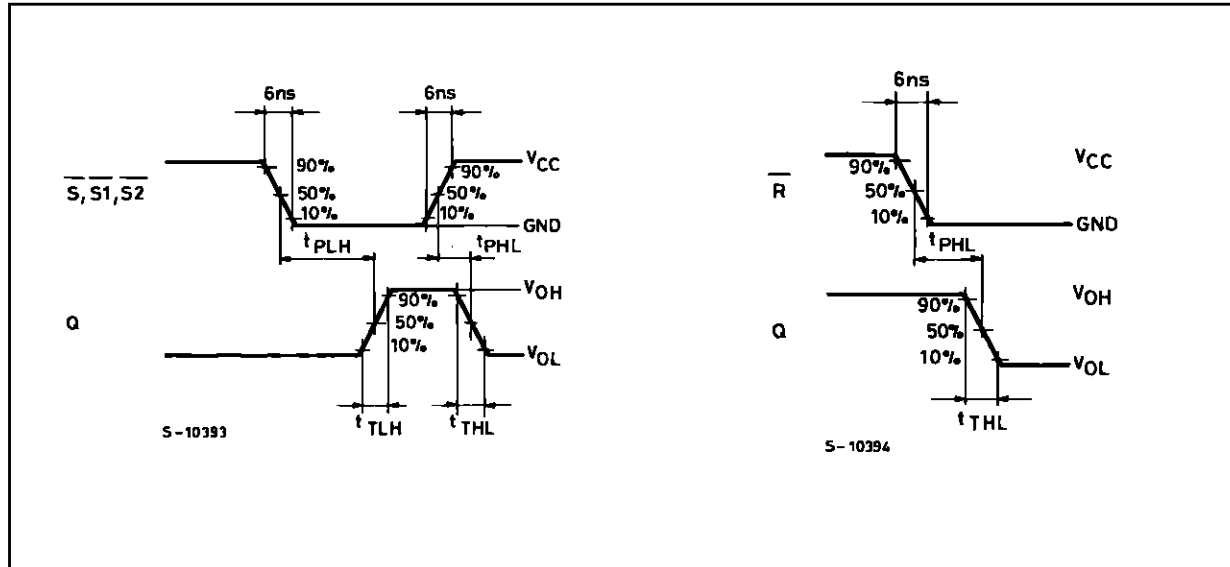 6ns 6ns
90% 90% VCC
S, S1, S2 50% 50%
10% 10% GND
tPLH tPHL
90% VOH
Q 50%
10% VOL
tTLH tTHL
S-10393
6ns
90% VCC
R 50%
10% GND
tPHL
90% VOH
Q 50%
10% VOL
tTHL
S-10394